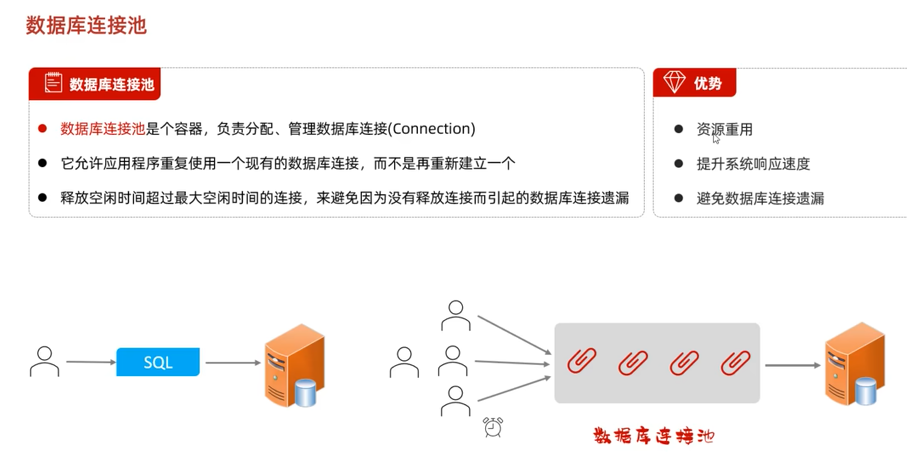 数据库连接池
数据库连接池
数据库连接池是个容器，负责分配、管理数据库连接(Connection)
它允许应用程序重复使用一个现有的数据库连接，而不是再重新建立一个
释放空闲时间超过最大空闲时间的连接，来避免因为没有释放连接而引起的数据库连接遗漏
优势
资源重用
提升系统响应速度
避免数据库连接遗漏
SQL
数据库连接池